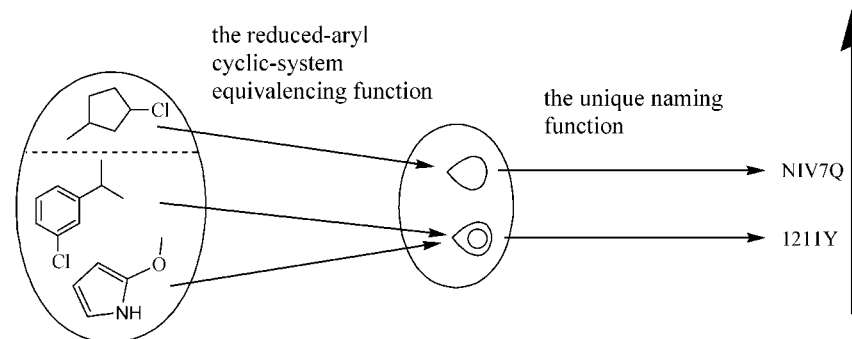 the reduced-aryl
cyclic-system
equivalencing function
the unique naming
function
Cl
Cl
O
NH
NIV7Q
1211Y